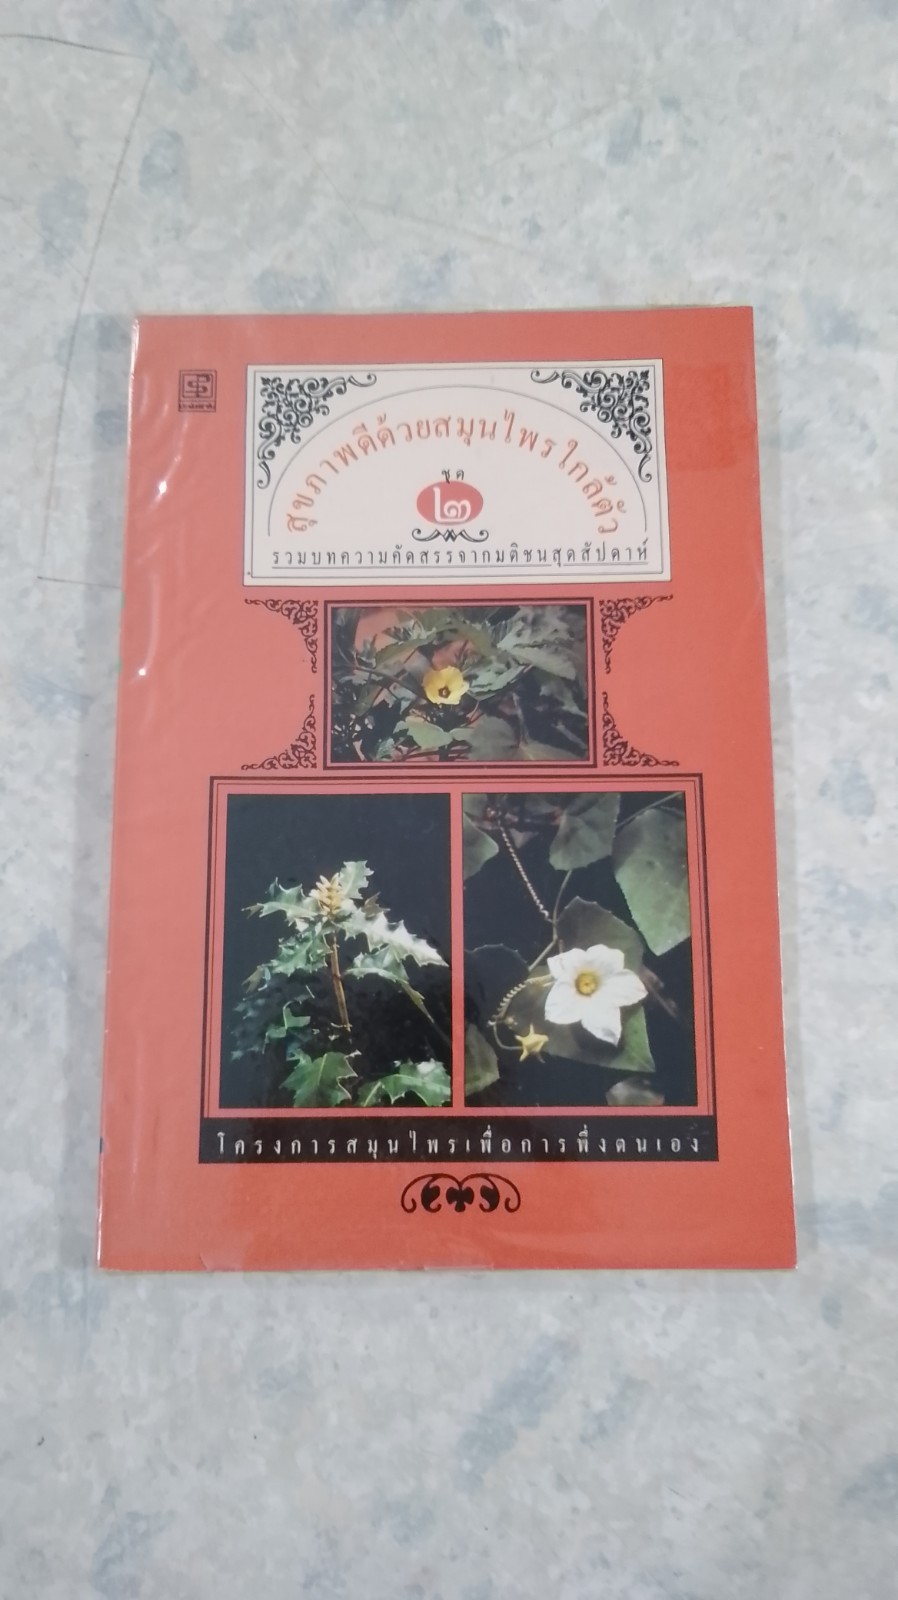 สุขภาพดีด้วยสมุนไพรใกล้ตัว
ชุด
๒
รวมบทความคัดสรรจากมติชนสุดสัปดาห์
โครงการสมุนไพรเพื่อการพึ่งตนเอง